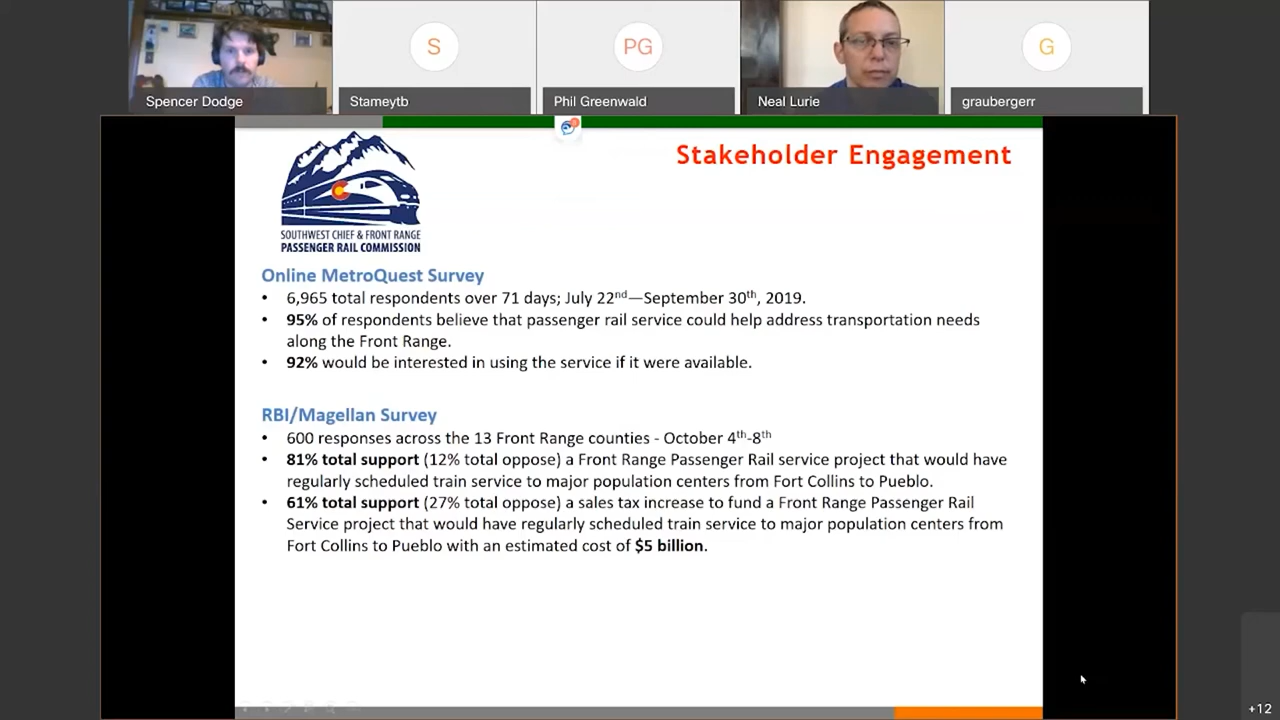 S
PG
G
Spencer Dodge
Stameytb
Phil Greenwald
Neal Lurie
graubergerr
Stakeholder Engagement
SOUTHWEST CHIEF & FRONT RANGE
PASSENGER RAIL COMMISSION
Online MetroQuest Survey
• 6,965 total respondents over 71 days; July 22nd—September 30th, 2019.
• 95% of respondents believe that passenger rail service could help address transportation needs
along the Front Range.
• 92% would be interested in using the service if it were available.
RBI/Magellan Survey
• 600 responses across the 13 Front Range counties - October 4th-8th
• 81% total support (12% total oppose) a Front Range Passenger Rail service project that would have
regularly scheduled train service to major population centers from Fort Collins to Pueblo.
• 61% total support (27% total oppose) a sales tax increase to fund a Front Range Passenger Rail
Service project that would have regularly scheduled train service to major population centers from
Fort Collins to Pueblo with an estimated cost of $5 billion.
+12